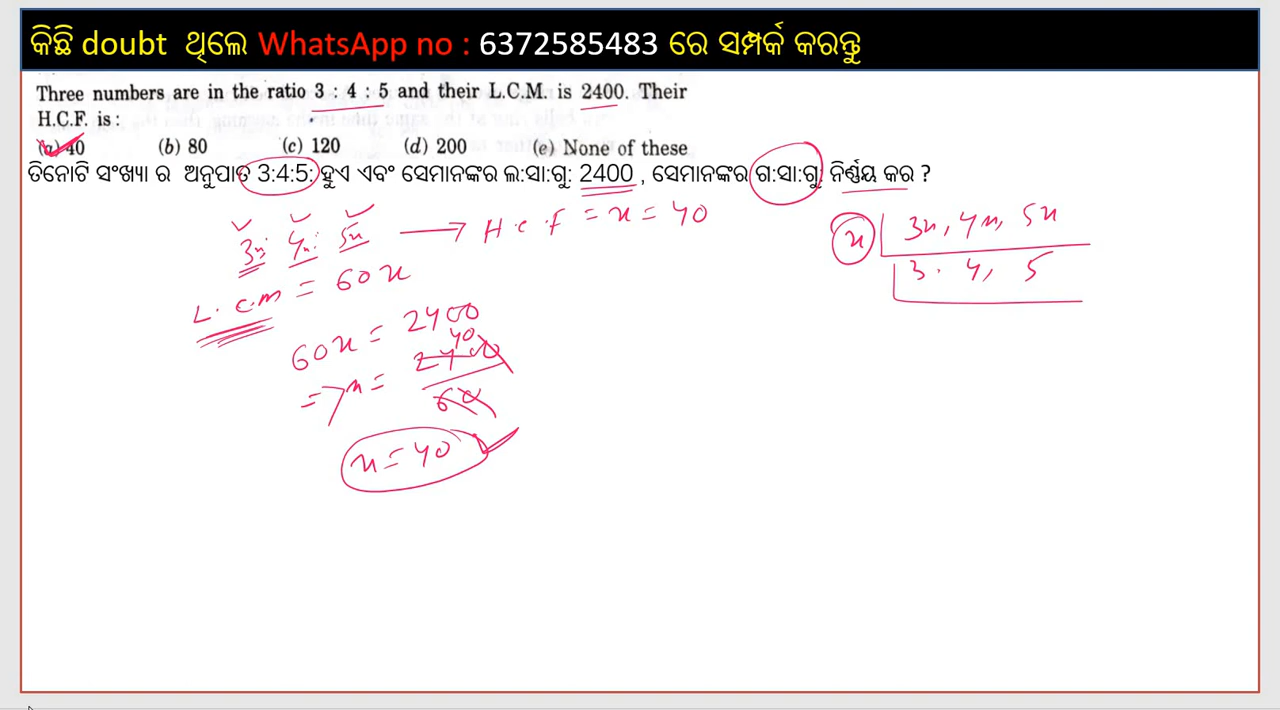 କିଛି doubt ଥିଲେ WhatsApp no : 6372585483 ରେ ସମ୍ପର୍କ କରନ୍ତୁ
Three numbers are in the ratio 3 : 4 : 5 and their L.C.M. is 2400. Their
H.C.F. is :
(a) 40 (b) 80 (c) 120 (d) 200 (e) None of these
ତିନୋଟି ସଂଖ୍ୟା ର ଅନୁପାତ 3:4:5: ହୁଏ ଏବଂ ସେମାନଙ୍କର ଲ:ସା:ଗୁ: 2400 , ସେମାନଙ୍କର ଗ:ସା:ଗୁ: ନିର୍ଣ୍ଣୟ କର ?
3x: 4x: 5x → H.C.F = x = 40
L.C.M = 60x
60x = 2400
=> x = 2400/60 40
x = 40
x 3x, 4x, 5x
3. 4, 5